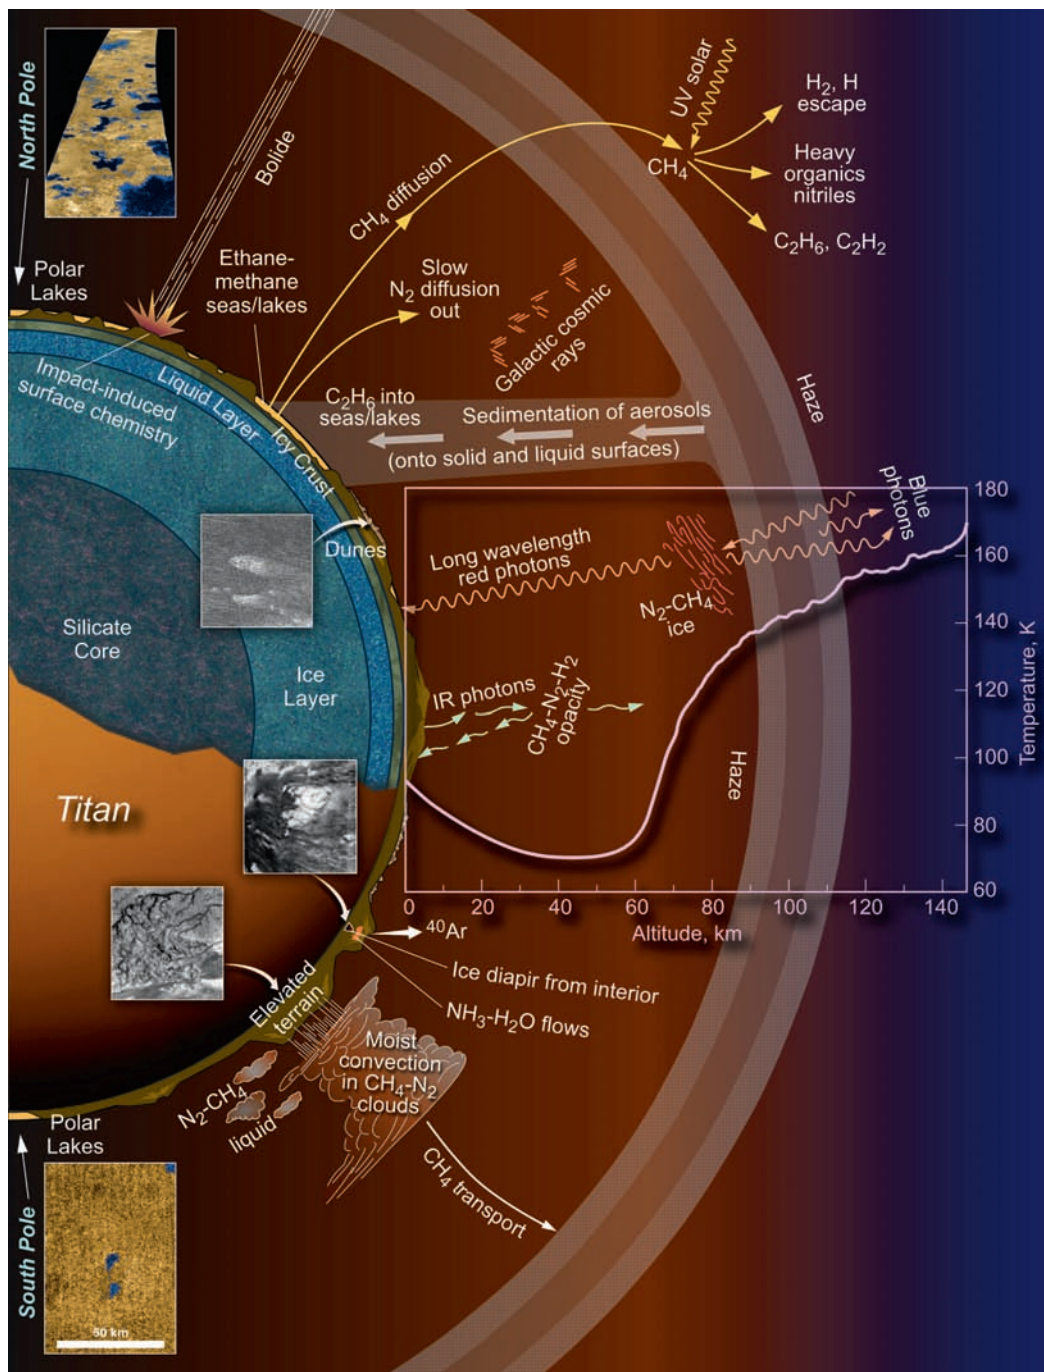 North Pole
Polar
Lakes
Bolide
UV solar
CH4
H2, H
escape
Heavy
organics
nitriles
C2H6, C2H2
CH4 diffusion
Ethane-
methane
seas/lakes
Slow
N2 diffusion
out
Galactic cosmic
rays
Impact-induced
surface chemistry
Liquid Layer
Icy Crust
C2H6 into
seas/lakes
Sedimentation of aerosols
(onto solid and liquid surfaces)
Haze
Dunes
Silicate
Core
Ice
Layer
Titan
Long wavelength
red photons
Blue
photons
N2-CH4
ice
IR photons
CH4-N2-H2
opacity
Haze
180
160
140
120
100
80
60
Temperature, K
0
20
40
60
80
100
120
140
Altitude, km
40Ar
Ice diapir from interior
NH3-H2O flows
Elevated
terrain
Moist
convection
in CH4-N2
clouds
N2-CH4
liquid
CH4 transport
Polar
Lakes
South Pole
50 km